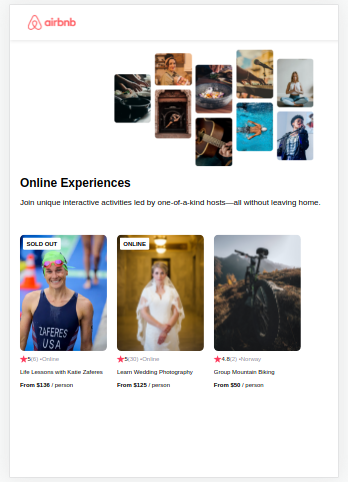 airbnb
Online Experiences
Join unique interactive activities led by one-of-a-kind hosts—all without leaving home.
SOLD OUT
ONLINE
ZAFERES
USA
5(6) •Online
5(30) •Online
4.8(2) •Norway
Life Lessons with Katie Zaferes
Learn Wedding Photography
Group Mountain Biking
From $136 / person
From $125 / person
From $50 / person